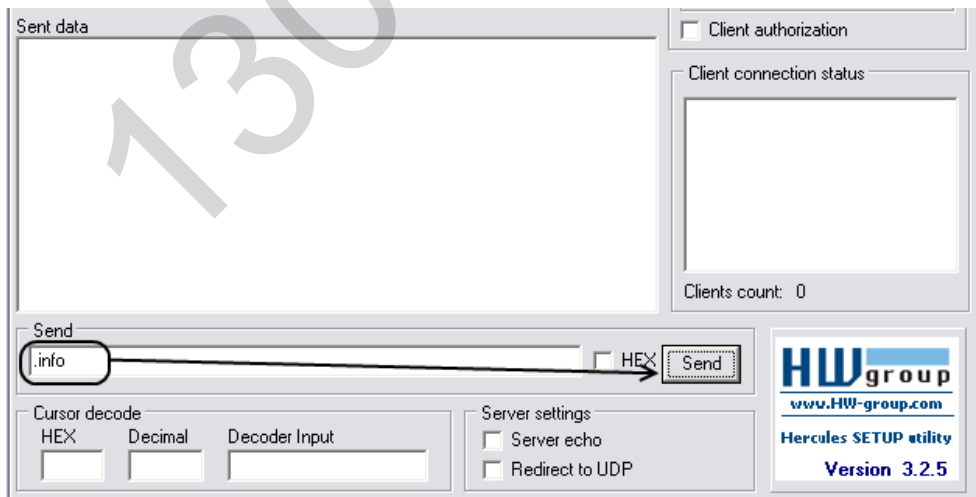 Sent data
Client authorization
Client connection status
Clients count: 0
Send
.info
HEX
Send
HW
group
www.HW-group.com
Hercules SETUP utility
Version 3.2.5
Cursor decode
HEX Decimal Decoder Input
Server settings
Server echo
Redirect to UDP
130